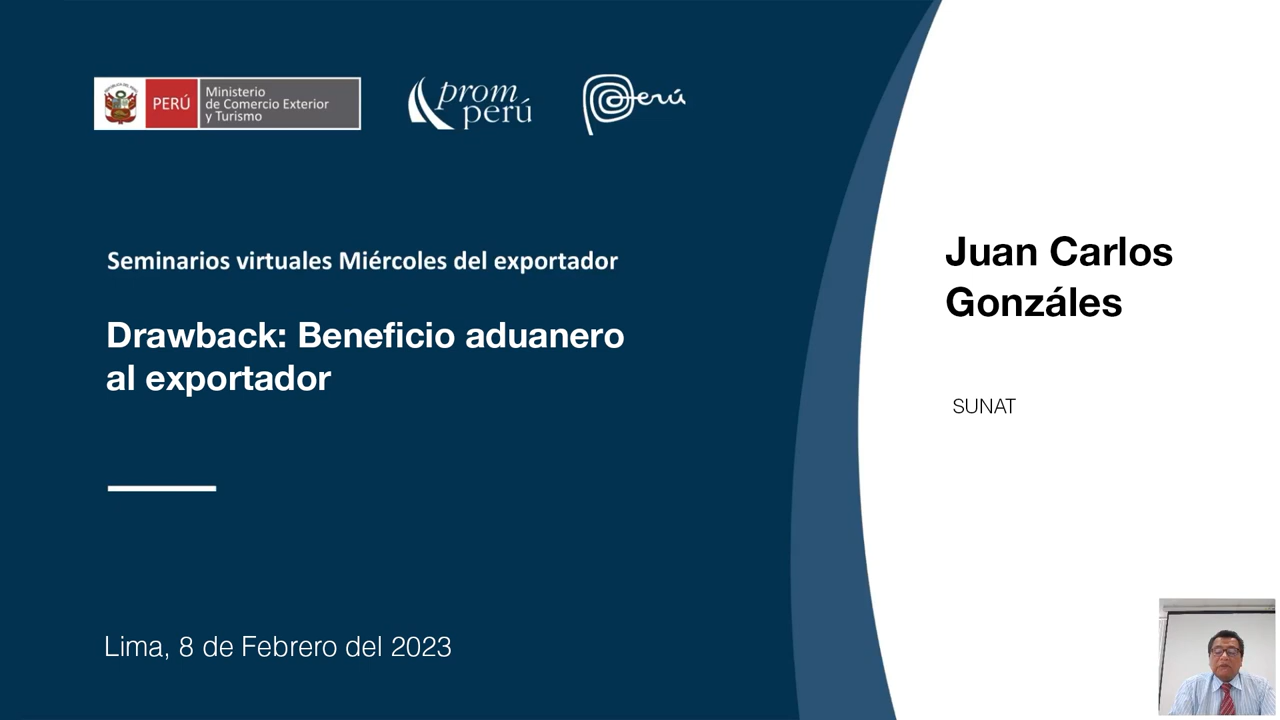 PERÚ
Ministerio
de Comercio Exterior
y Turismo
prom
perú
Perú
Seminarios virtuales Miércoles del exportador
Drawback: Beneficio aduanero
al exportador
Lima, 8 de Febrero del 2023
Juan Carlos
Gonzáles
SUNAT